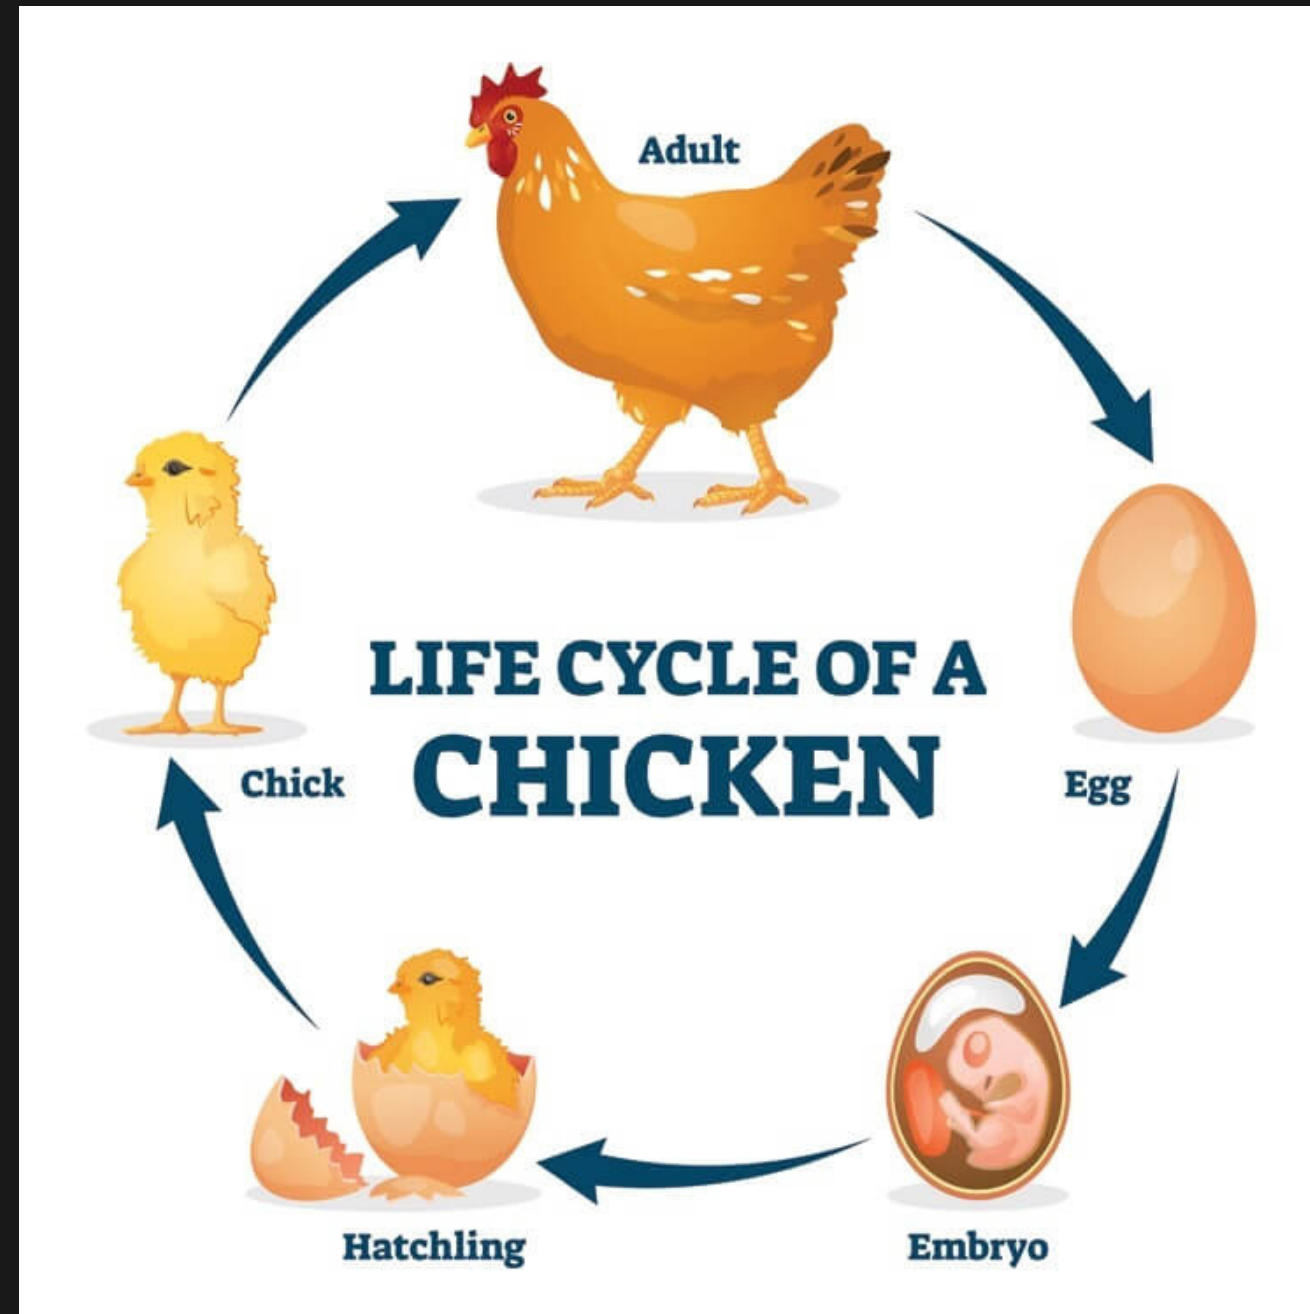 Adult
LIFE CYCLE OF A
CHICKEN
Chick
Egg
Hatchling
Embryo